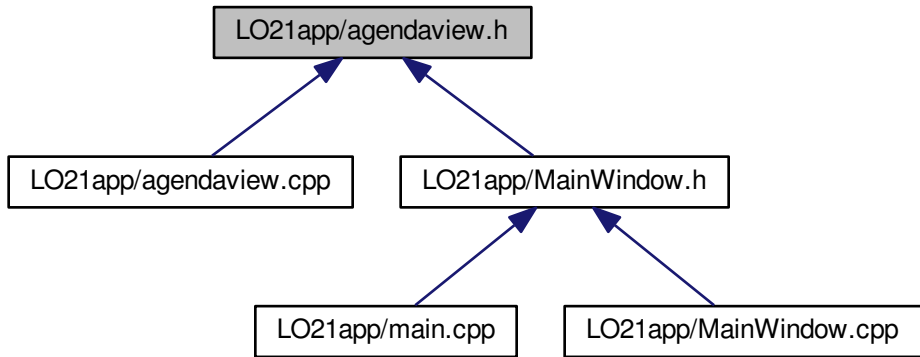 LO21app/agendaview.h
LO21app/agendaview.cpp
LO21app/MainWindow.h
LO21app/main.cpp
LO21app/MainWindow.cpp